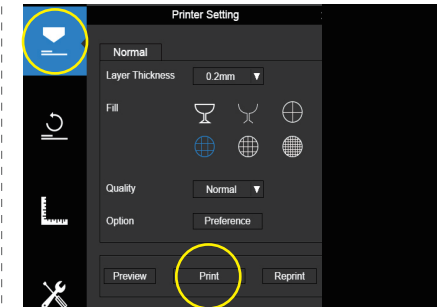 Printer Setting
Normal
Layer Thickness 0.2mm
Fill
Quality Normal
Option Preference
Preview Print Reprint